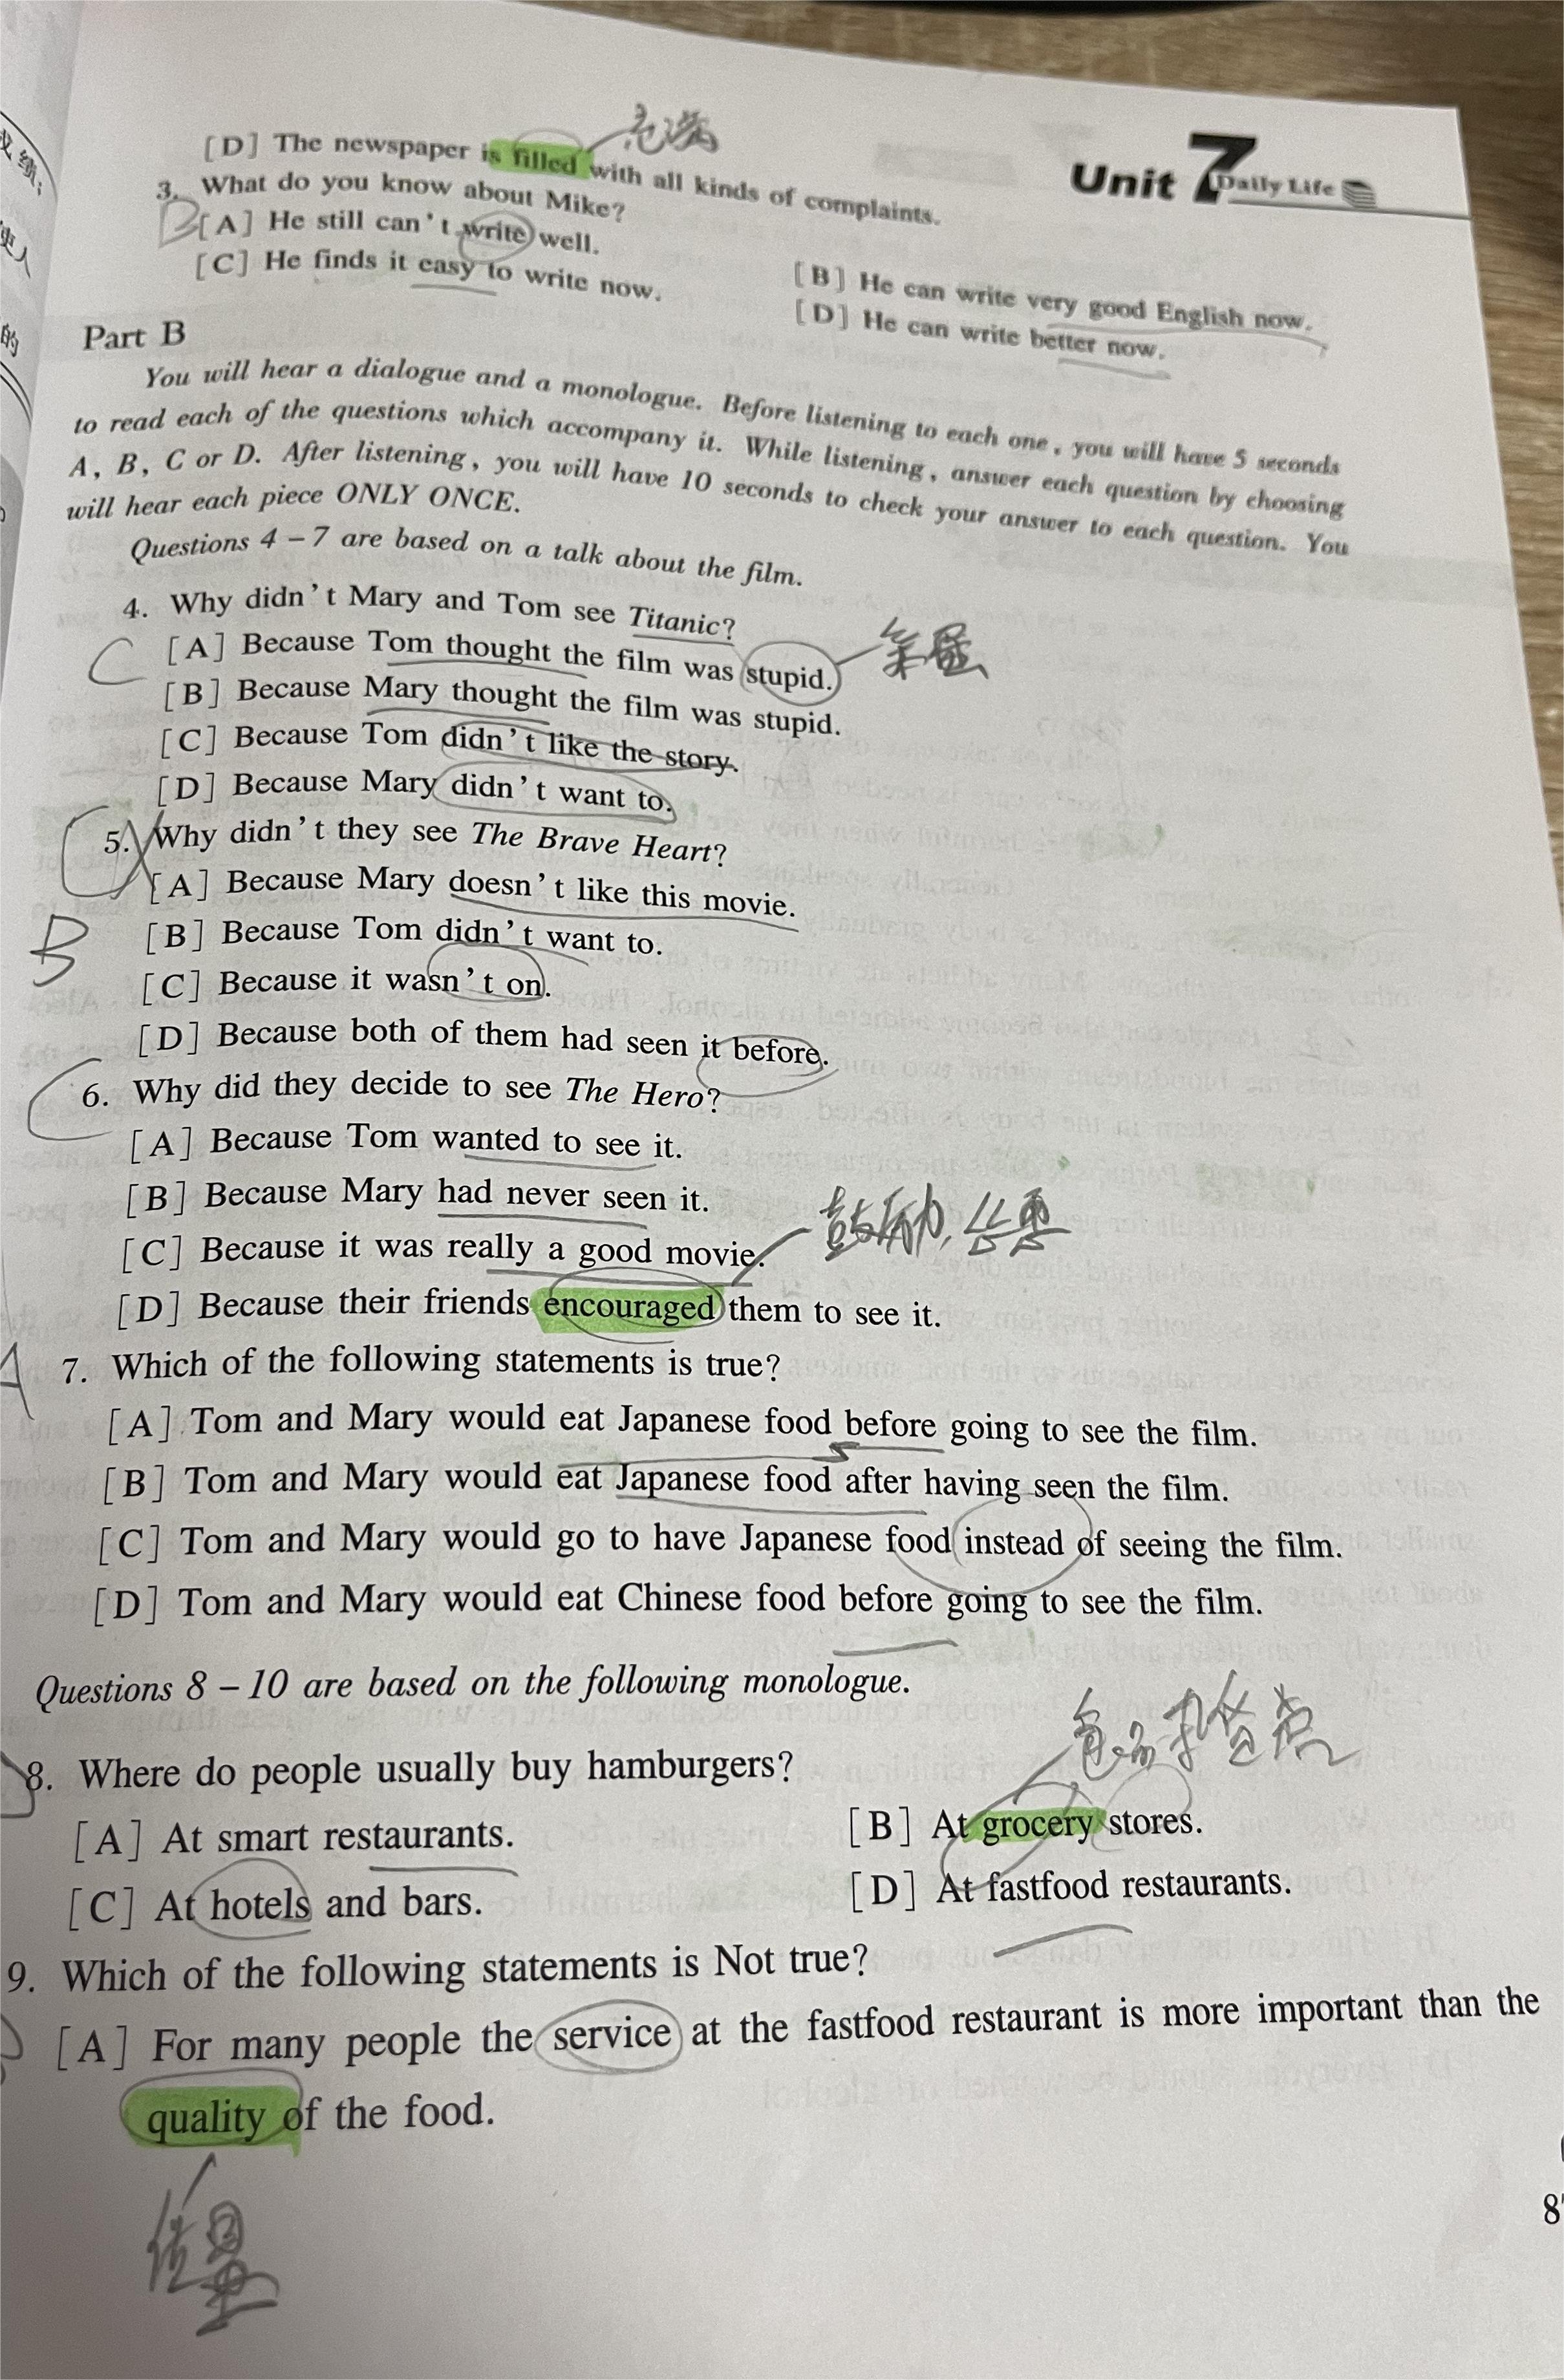 Unit 7 Daily Life
充满
[D] The newspaper is filled with all kinds of complaints.
3. What do you know about Mike?
[A] He still can't write well.
[B] He can write very good English now.
[C] He finds it easy to write now.
[D] He can write better now.
Part B
You will hear a dialogue and a monologue. Before listening to each one, you will have 5 seconds
to read each of the questions which accompany it. While listening, answer each question by choosing
A, B, C or D. After listening, you will have 10 seconds to check your answer to each question. You
will hear each piece ONLY ONCE.
Questions 4 – 7 are based on a talk about the film.
C 4. Why didn't Mary and Tom see Titanic?
[A] Because Tom thought the film was stupid. 笨蛋
[B] Because Mary thought the film was stupid.
[C] Because Tom didn't like the story.
[D] Because Mary didn't want to.
5. Why didn't they see The Brave Heart?
[A] Because Mary doesn't like this movie.
B [B] Because Tom didn't want to.
[C] Because it wasn't on.
[D] Because both of them had seen it before.
C 6. Why did they decide to see The Hero?
[A] Because Tom wanted to see it.
[B] Because Mary had never seen it.
[C] Because it was really a good movie. 鼓励,
[D] Because their friends encouraged them to see it.
A 7. Which of the following statements is true?
[A] Tom and Mary would eat Japanese food before going to see the film.
[B] Tom and Mary would eat Japanese food after having seen the film.
[C] Tom and Mary would go to have Japanese food instead of seeing the film.
[D] Tom and Mary would eat Chinese food before going to see the film.
Questions 8 – 10 are based on the following monologue.
食品杂货店
8. Where do people usually buy hamburgers?
[A] At smart restaurants.
[B] At grocery stores.
[C] At hotels and bars.
[D] At fastfood restaurants.
9. Which of the following statements is Not true?
[A] For many people the service at the fastfood restaurant is more important than the
quality of the food.